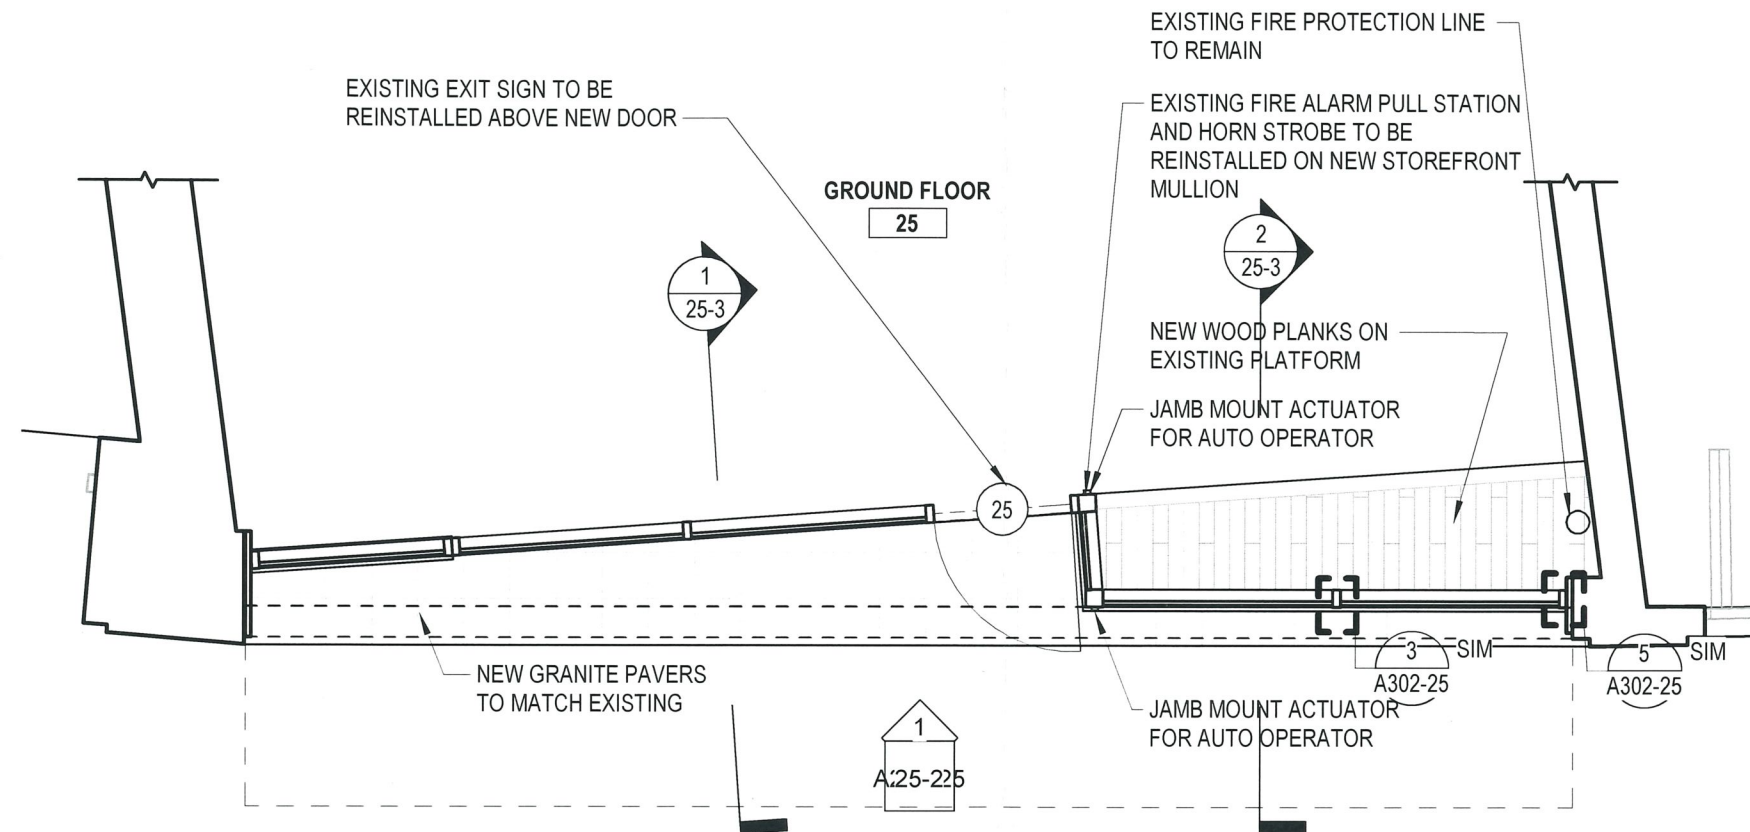 EXISTING FIRE PROTECTION LINE
TO REMAIN
EXISTING EXIT SIGN TO BE
REINSTALLED ABOVE NEW DOOR
EXISTING FIRE ALARM PULL STATION
AND HORN STROBE TO BE
REINSTALLED ON NEW STOREFRONT
MULLION
GROUND FLOOR
25
1
25-3
2
25-3
NEW WOOD PLANKS ON
EXISTING PLATFORM
JAMB MOUNT ACTUATOR
FOR AUTO OPERATOR
25
NEW GRANITE PAVERS
TO MATCH EXISTING
3 SIM
A302-25
5 SIM
A302-25
JAMB MOUNT ACTUATOR
FOR AUTO OPERATOR
1